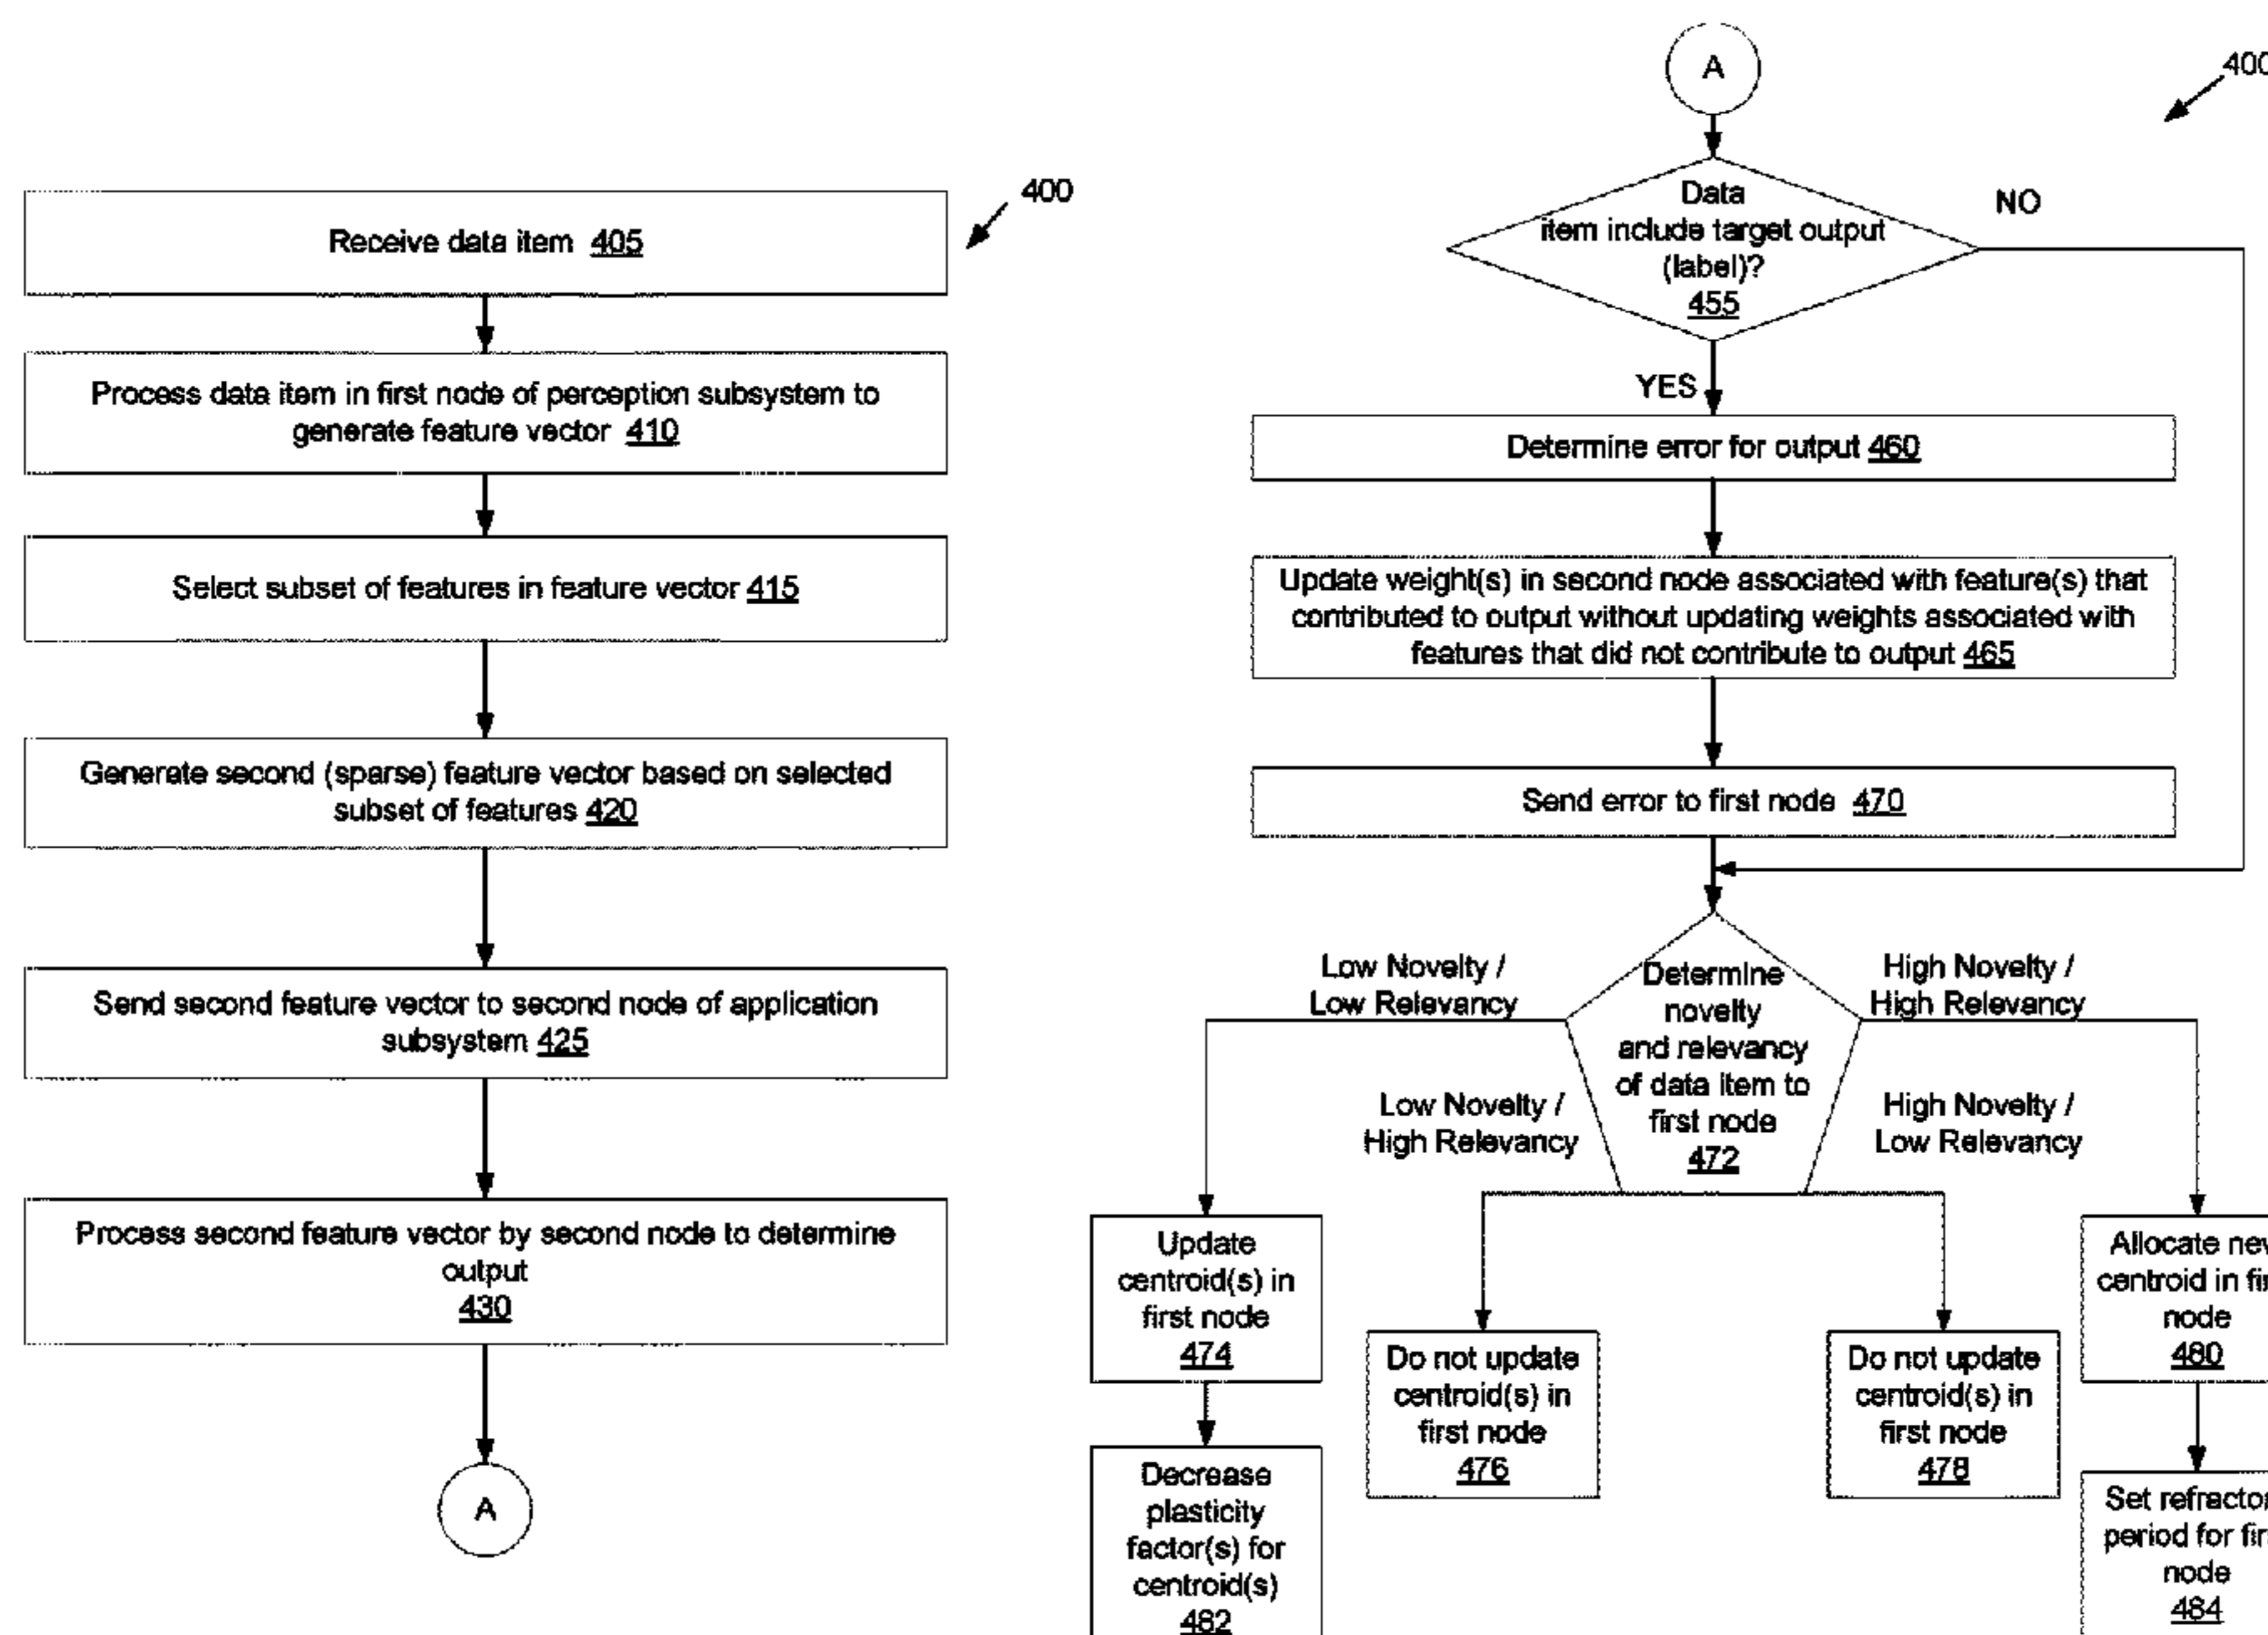 400
Receive data item 405
Process data item in first node of perception subsystem to
generate feature vector 410
Select subset of features in feature vector 415
Generate second (sparse) feature vector based on selected
subset of features 420
Send second feature vector to second node of application
subsystem 425
Process second feature vector by second node to determine
output
430
A
A
400
Data
item include target output
(label)?
455
NO
YES
Determine error for output 460
Update weight(s) in second node associated with feature(s) that
contributed to output without updating weights associated with
features that did not contribute to output 465
Send error to first node 470
Determine
novelty
and relevancy
of data item to
first node
472
Low Novelty /
Low Relevancy
High Novelty /
High Relevancy
Low Novelty /
High Relevancy
High Novelty /
Low Relevancy
Update
centroid(s) in
first node
474
Do not update
centroid(s) in
first node
476
Do not update
centroid(s) in
first node
478
Allocate
centroid in
node
480
Decrease
plasticity
factor(s) for
centroid(s)
482
Set
period for
node
484